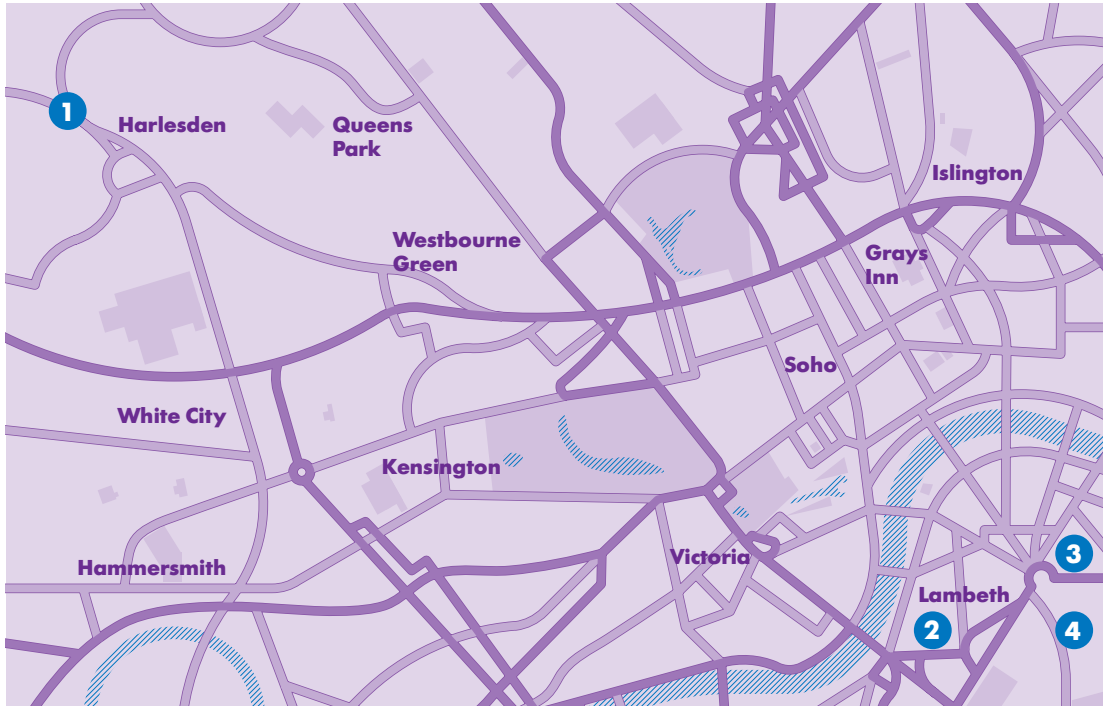 1
Harlesden
Queens
Park
Islington
Westbourne
Green
Grays
Inn
Soho
White City
Kensington
Victoria
Hammersmith
3
Lambeth
2
4